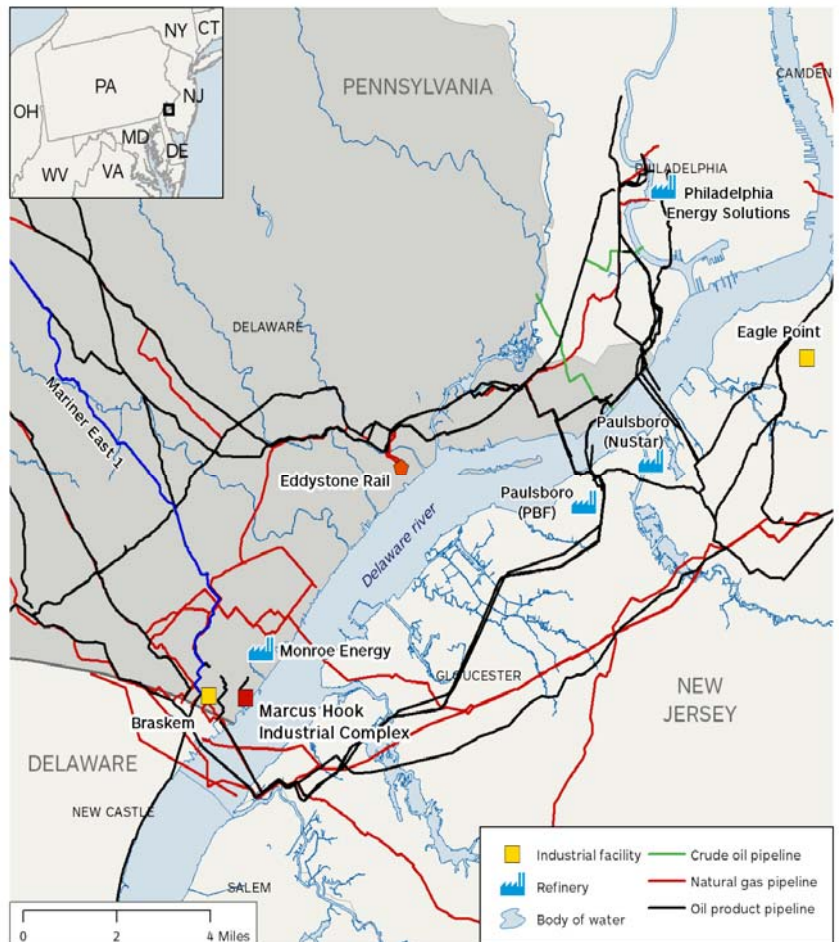 NY
CT
PA
NJ
OH
MD
DE
WV
VA
PENNSYLVANIA
CAMDEN
PHILADELPHIA
Philadelphia
Energy Solutions
DELAWARE
Eagle Point
Mariner East 1
Paulsboro
(NuStar)
Eddystone Rail
Paulsboro
(PBF)
Delaware river
Monroe Energy
GLOUCESTER
NEW
JERSEY
Braskem
Marcus Hook
Industrial Complex
DELAWARE
NEW CASTLE
SALEM
Industrial facility
Crude oil pipeline
Refinery
Natural gas pipeline
Body of water
Oil product pipeline
0 2 4 Miles